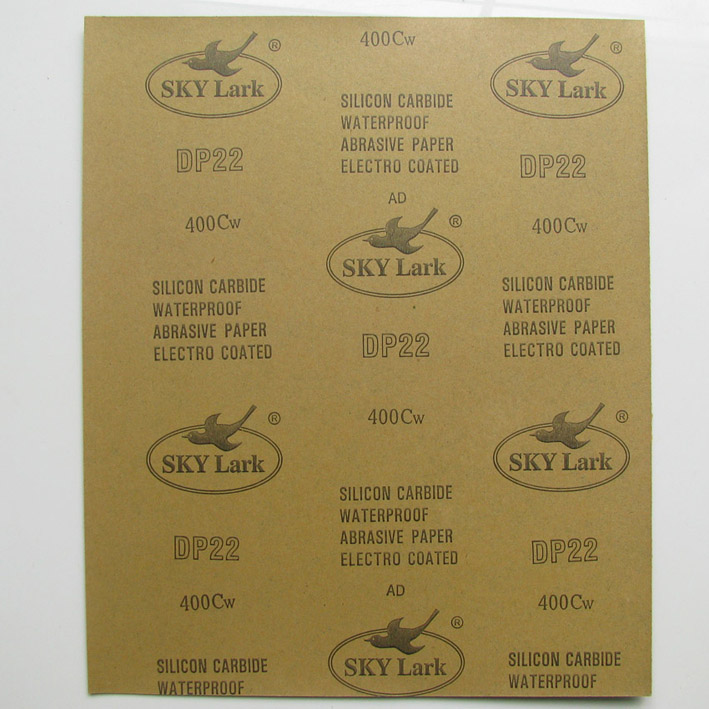 SKY Lark ®
DP22
400Cw
SILICON CARBIDE
WATERPROOF
ABRASIVE PAPER
ELECTRO COATED
SKY Lark ®
DP22
400Cw
SILICON CARBIDE
WATERPROOF
400Cw
SILICON CARBIDE
WATERPROOF
ABRASIVE PAPER
ELECTRO COATED
AD
SKY Lark ®
DP22
400Cw
SILICON CARBIDE
WATERPROOF
ABRASIVE PAPER
ELECTRO COATED
AD
SKY Lark ®
SKY Lark ®
DP22
400Cw
SILICON CARBIDE
WATERPROOF
ABRASIVE PAPER
ELECTRO COATED
SKY Lark ®
DP22
400Cw
SILICON CARBIDE
WATERPROOF